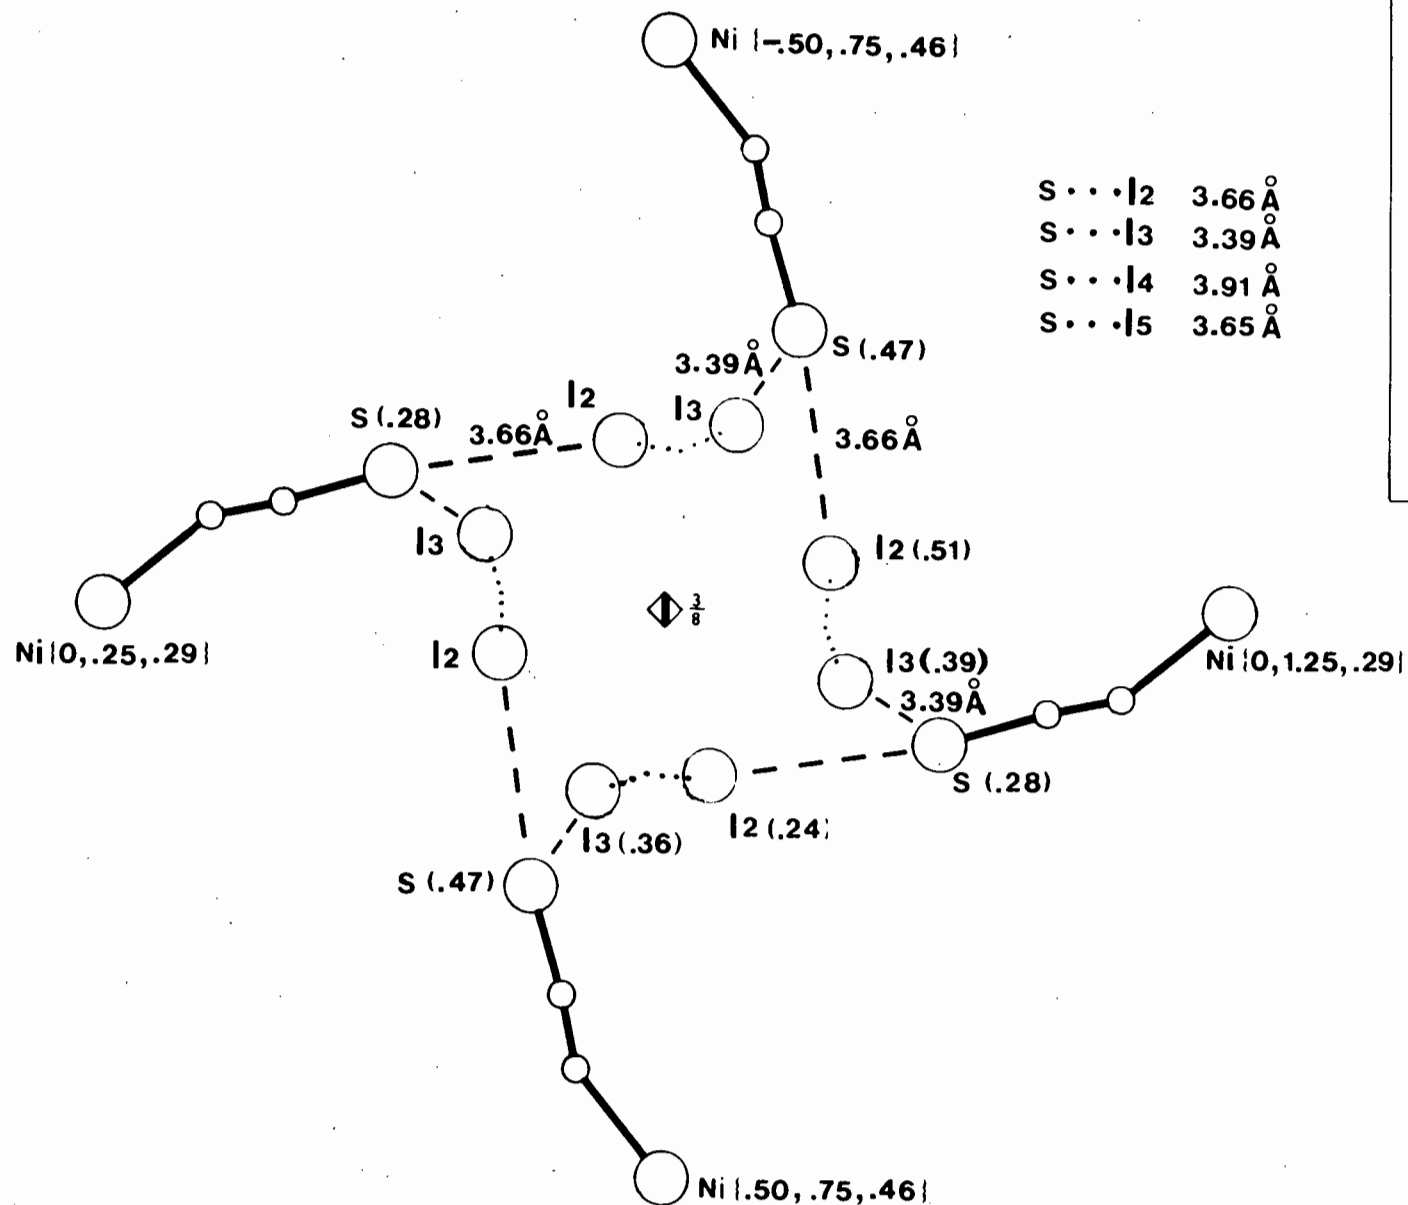 Ni {-.50,.75,.46}
S···I2 3.66Å
S···I3 3.39Å
S···I4 3.91Å
S···I5 3.65Å
S (.47)
3.39Å
I2
I3
S (.28)
3.66Å
3.66Å
I3
I2 (.51)
3/8
Ni {0,.25,.29}
I2
I3(.39)
Ni {0,1.25,.29}
3.39Å
S (.28)
I3(.36)
I2(.24)
S (.47)
Ni {.50,.75,.46}